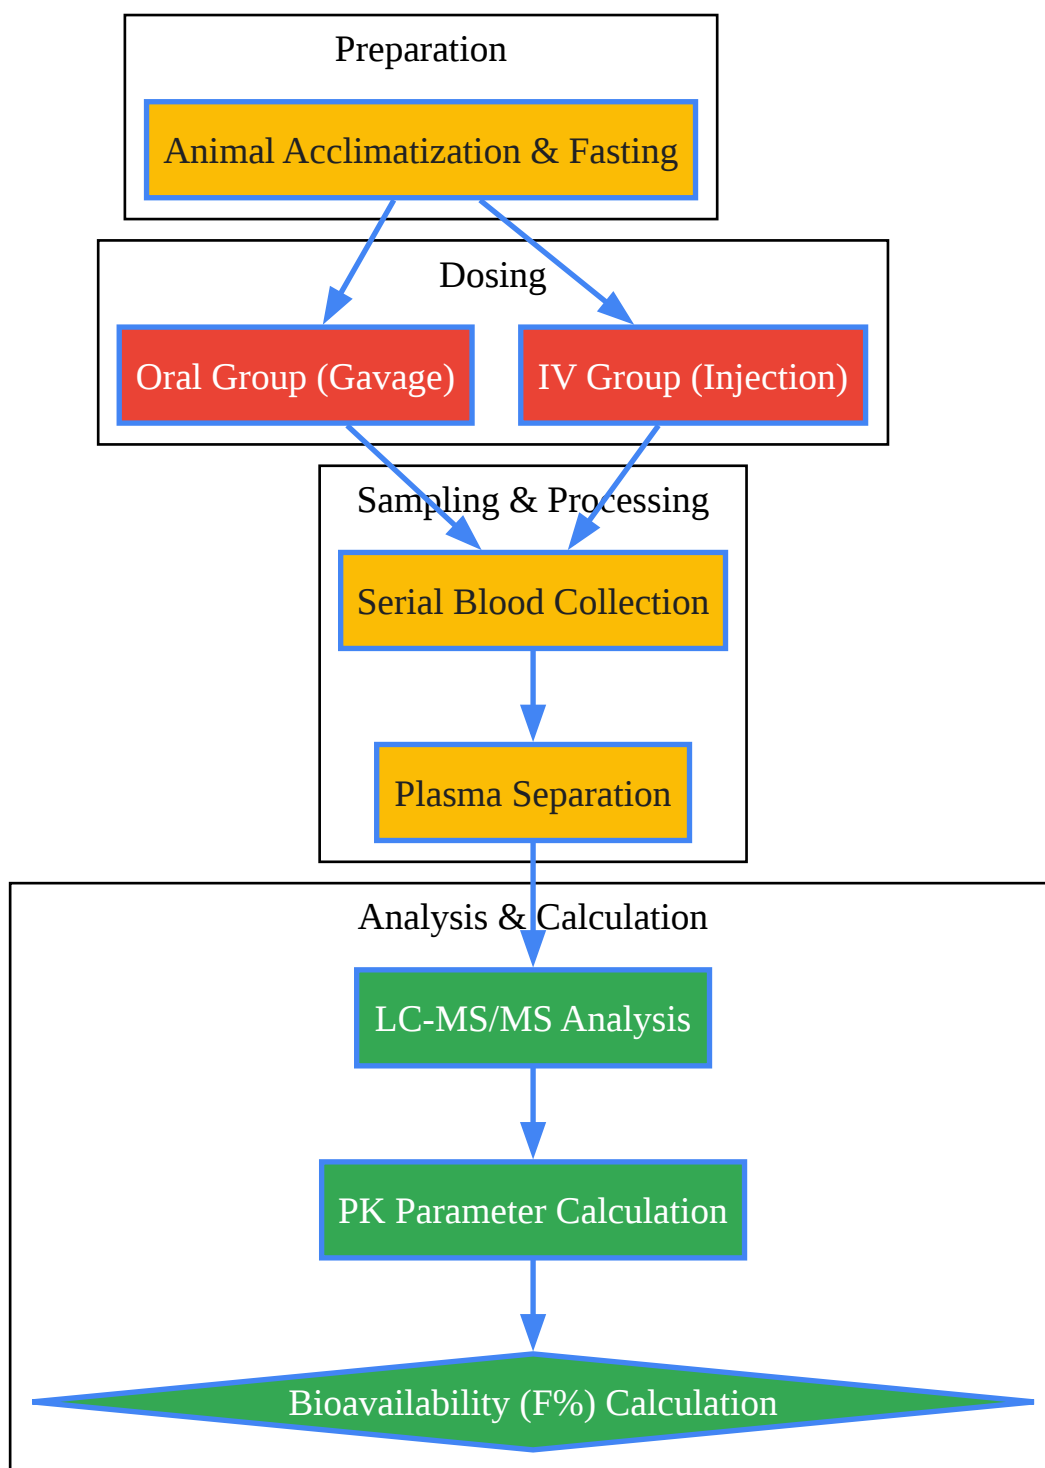 Preparation
Animal Acclimatization & Fasting
Dosing
Oral Group (Gavage)
IV Group (Injection)
Sampling & Processing
Serial Blood Collection
Plasma Separation
Analysis & Calculation
LC-MS/MS Analysis
PK Parameter Calculation
Bioavailability (F%) Calculation